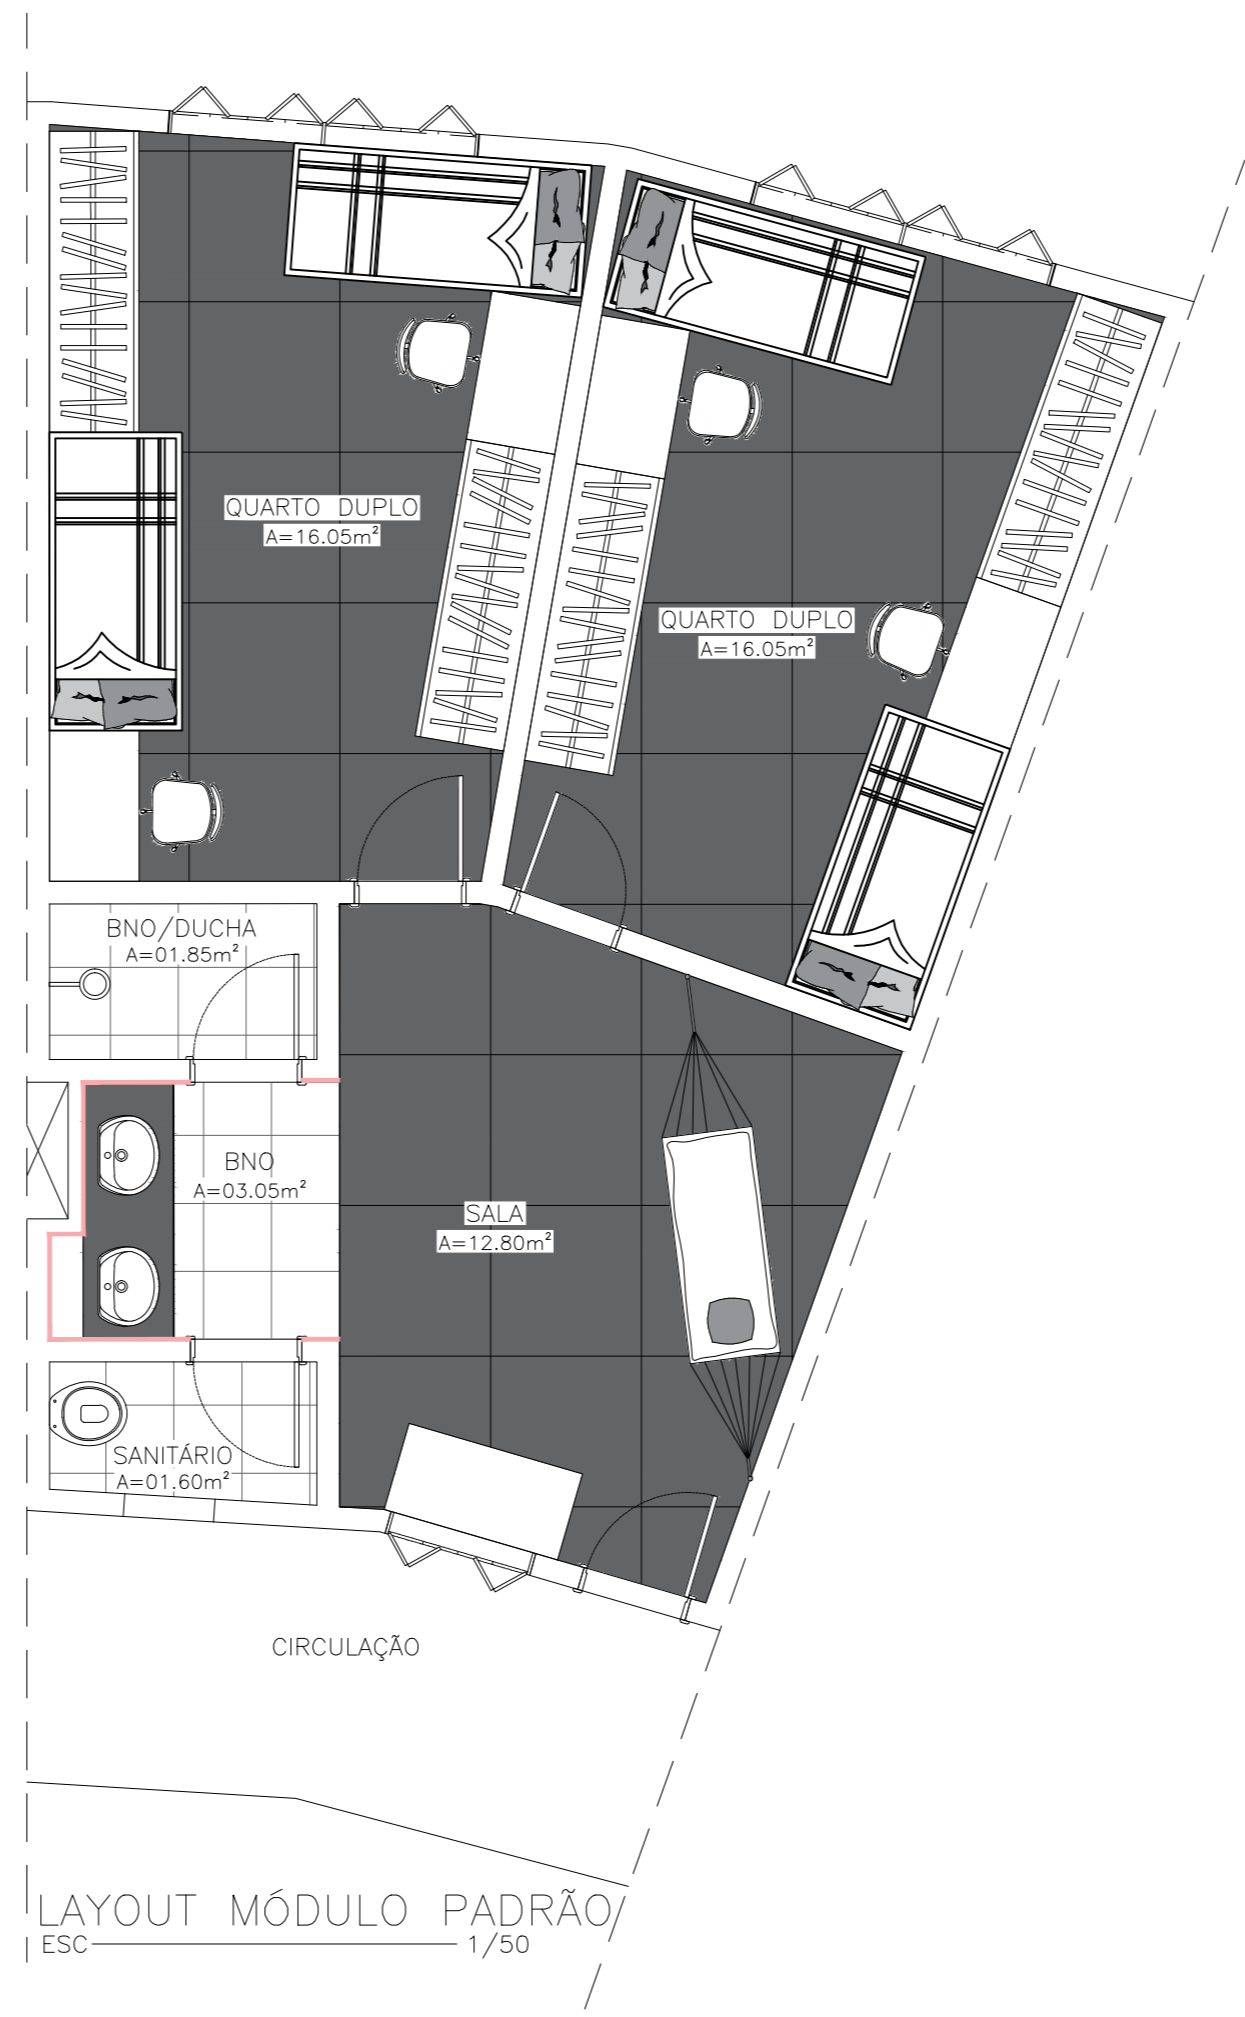 QUARTO DUPLO
A=16.05m²
QUARTO DUPLO
A=16.05m²
BNO/DUCHA
A=01.85m²
BNO
A=03.05m²
SALA
A=12.80m²
SANITÁRIO
A=01.60m²
CIRCULAÇÃO
LAYOUT MÓDULO PADRÃO
ESC 1/50